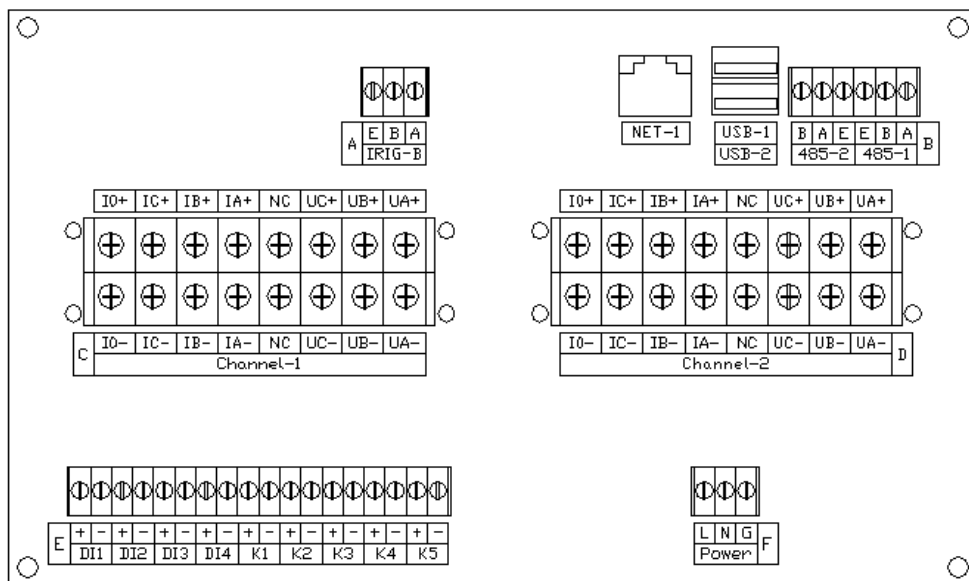 A E B A
IRIG-B
NET-1
USB-1
USB-2
B A E E B A B
485-2 485-1
I0+ IC+ IB+ IA+ NC UC+ UB+ UA+
I0+ IC+ IB+ IA+ NC UC+ UB+ UA+
C I0- IC- IB- IA- NC UC- UB- UA-
Channel-1
I0- IC- IB- IA- NC UC- UB- UA- D
Channel-2
E + - + - + - + - + - + - + - + - + -
DI1 DI2 DI3 DI4 K1 K2 K3 K4 K5
L N G F
Power